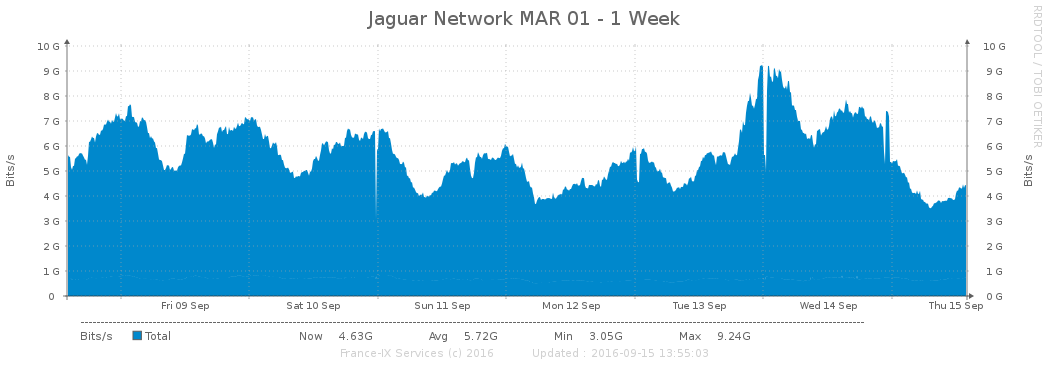 Jaguar Network MAR 01 - 1 Week
RRDTOOL / TOBI OETIKER
Bits/s
10 G
9 G
8 G
7 G
6 G
5 G
4 G
3 G
2 G
1 G
0
10 G
9 G
8 G
7 G
6 G
5 G
4 G
3 G
2 G
1 G
0 G
Bits/s
Fri 09 Sep Sat 10 Sep Sun 11 Sep Mon 12 Sep Tue 13 Sep Wed 14 Sep Thu 15 Sep
Bits/s Total Now 4.63G Avg 5.72G Min 3.05G Max 9.24G
France-IX Services (c) 2016 Updated : 2016-09-15 13:55:03